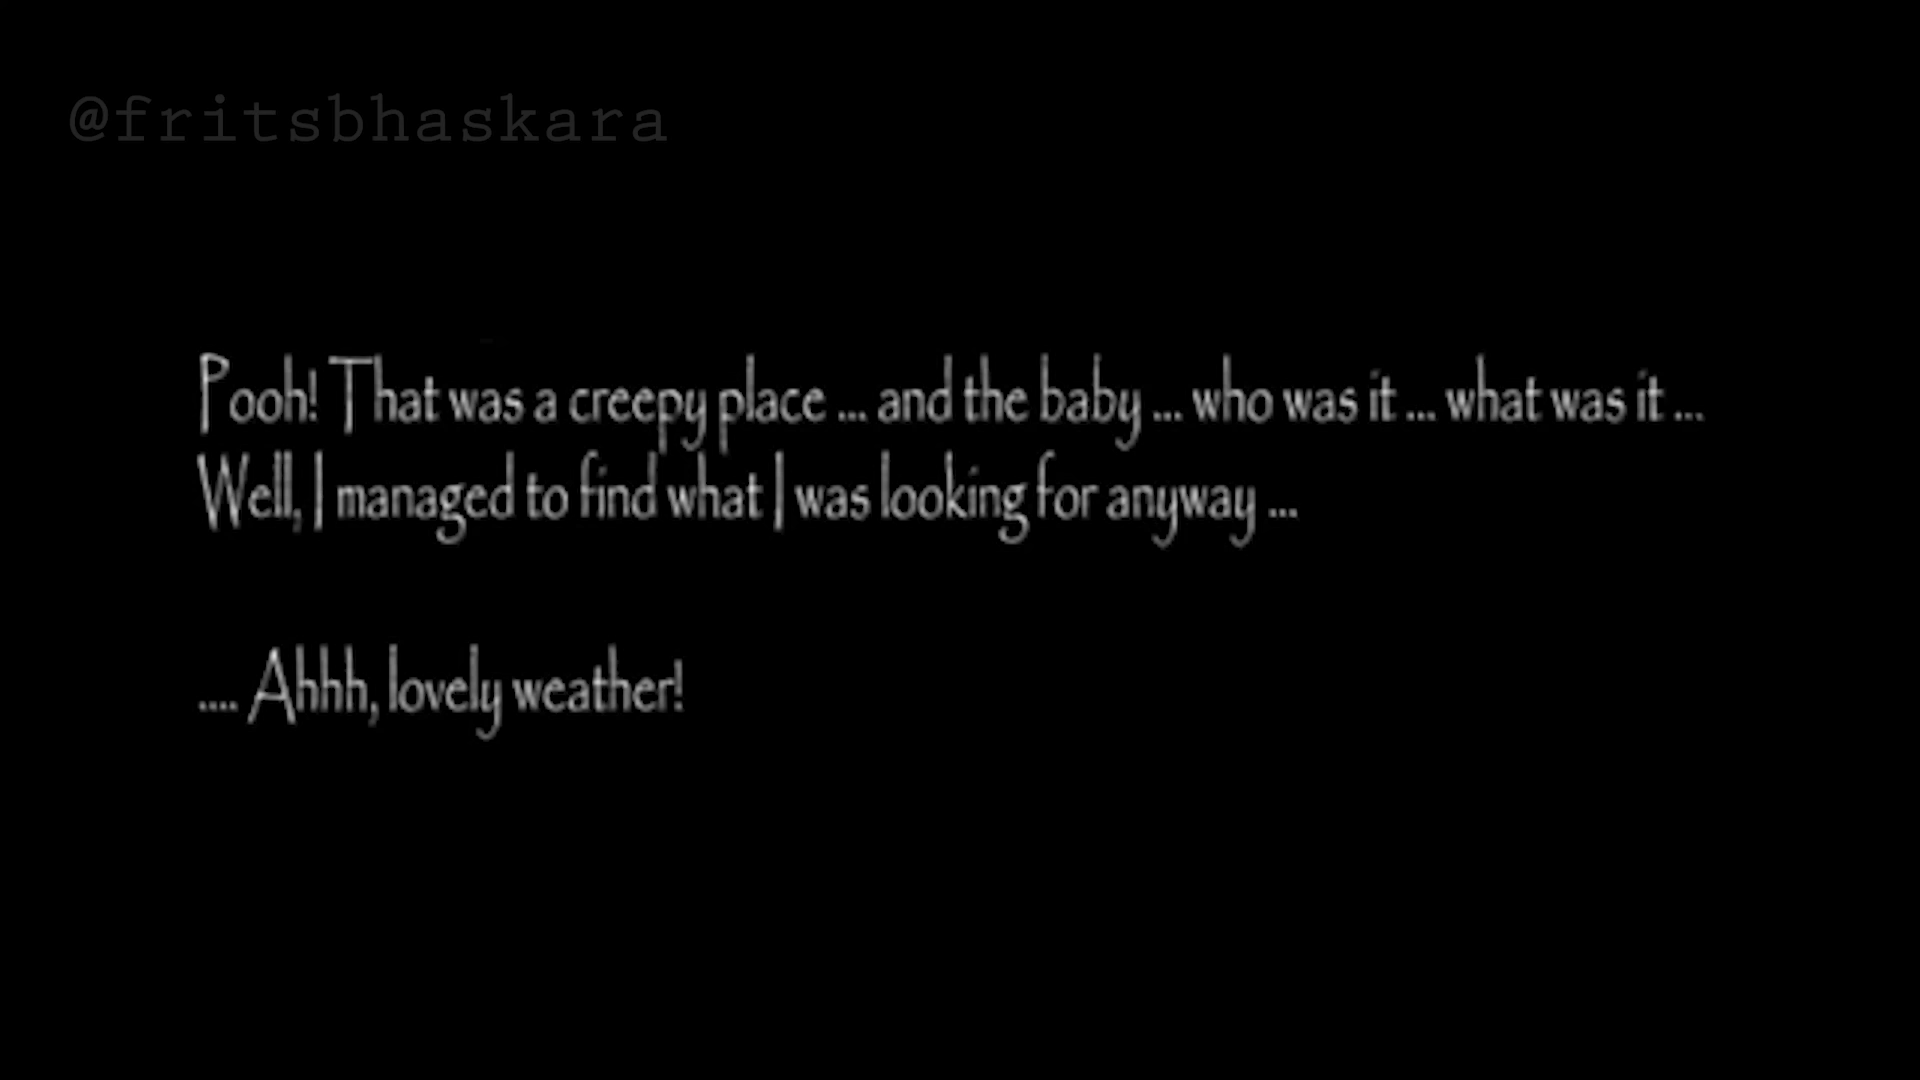 @fritsbhaskara
Pooh! That was a creepy place ... and the baby ... who was it ... what was it ...
Well, I managed to find what I was looking for anyway ...
.... Ahhh, lovely weather!